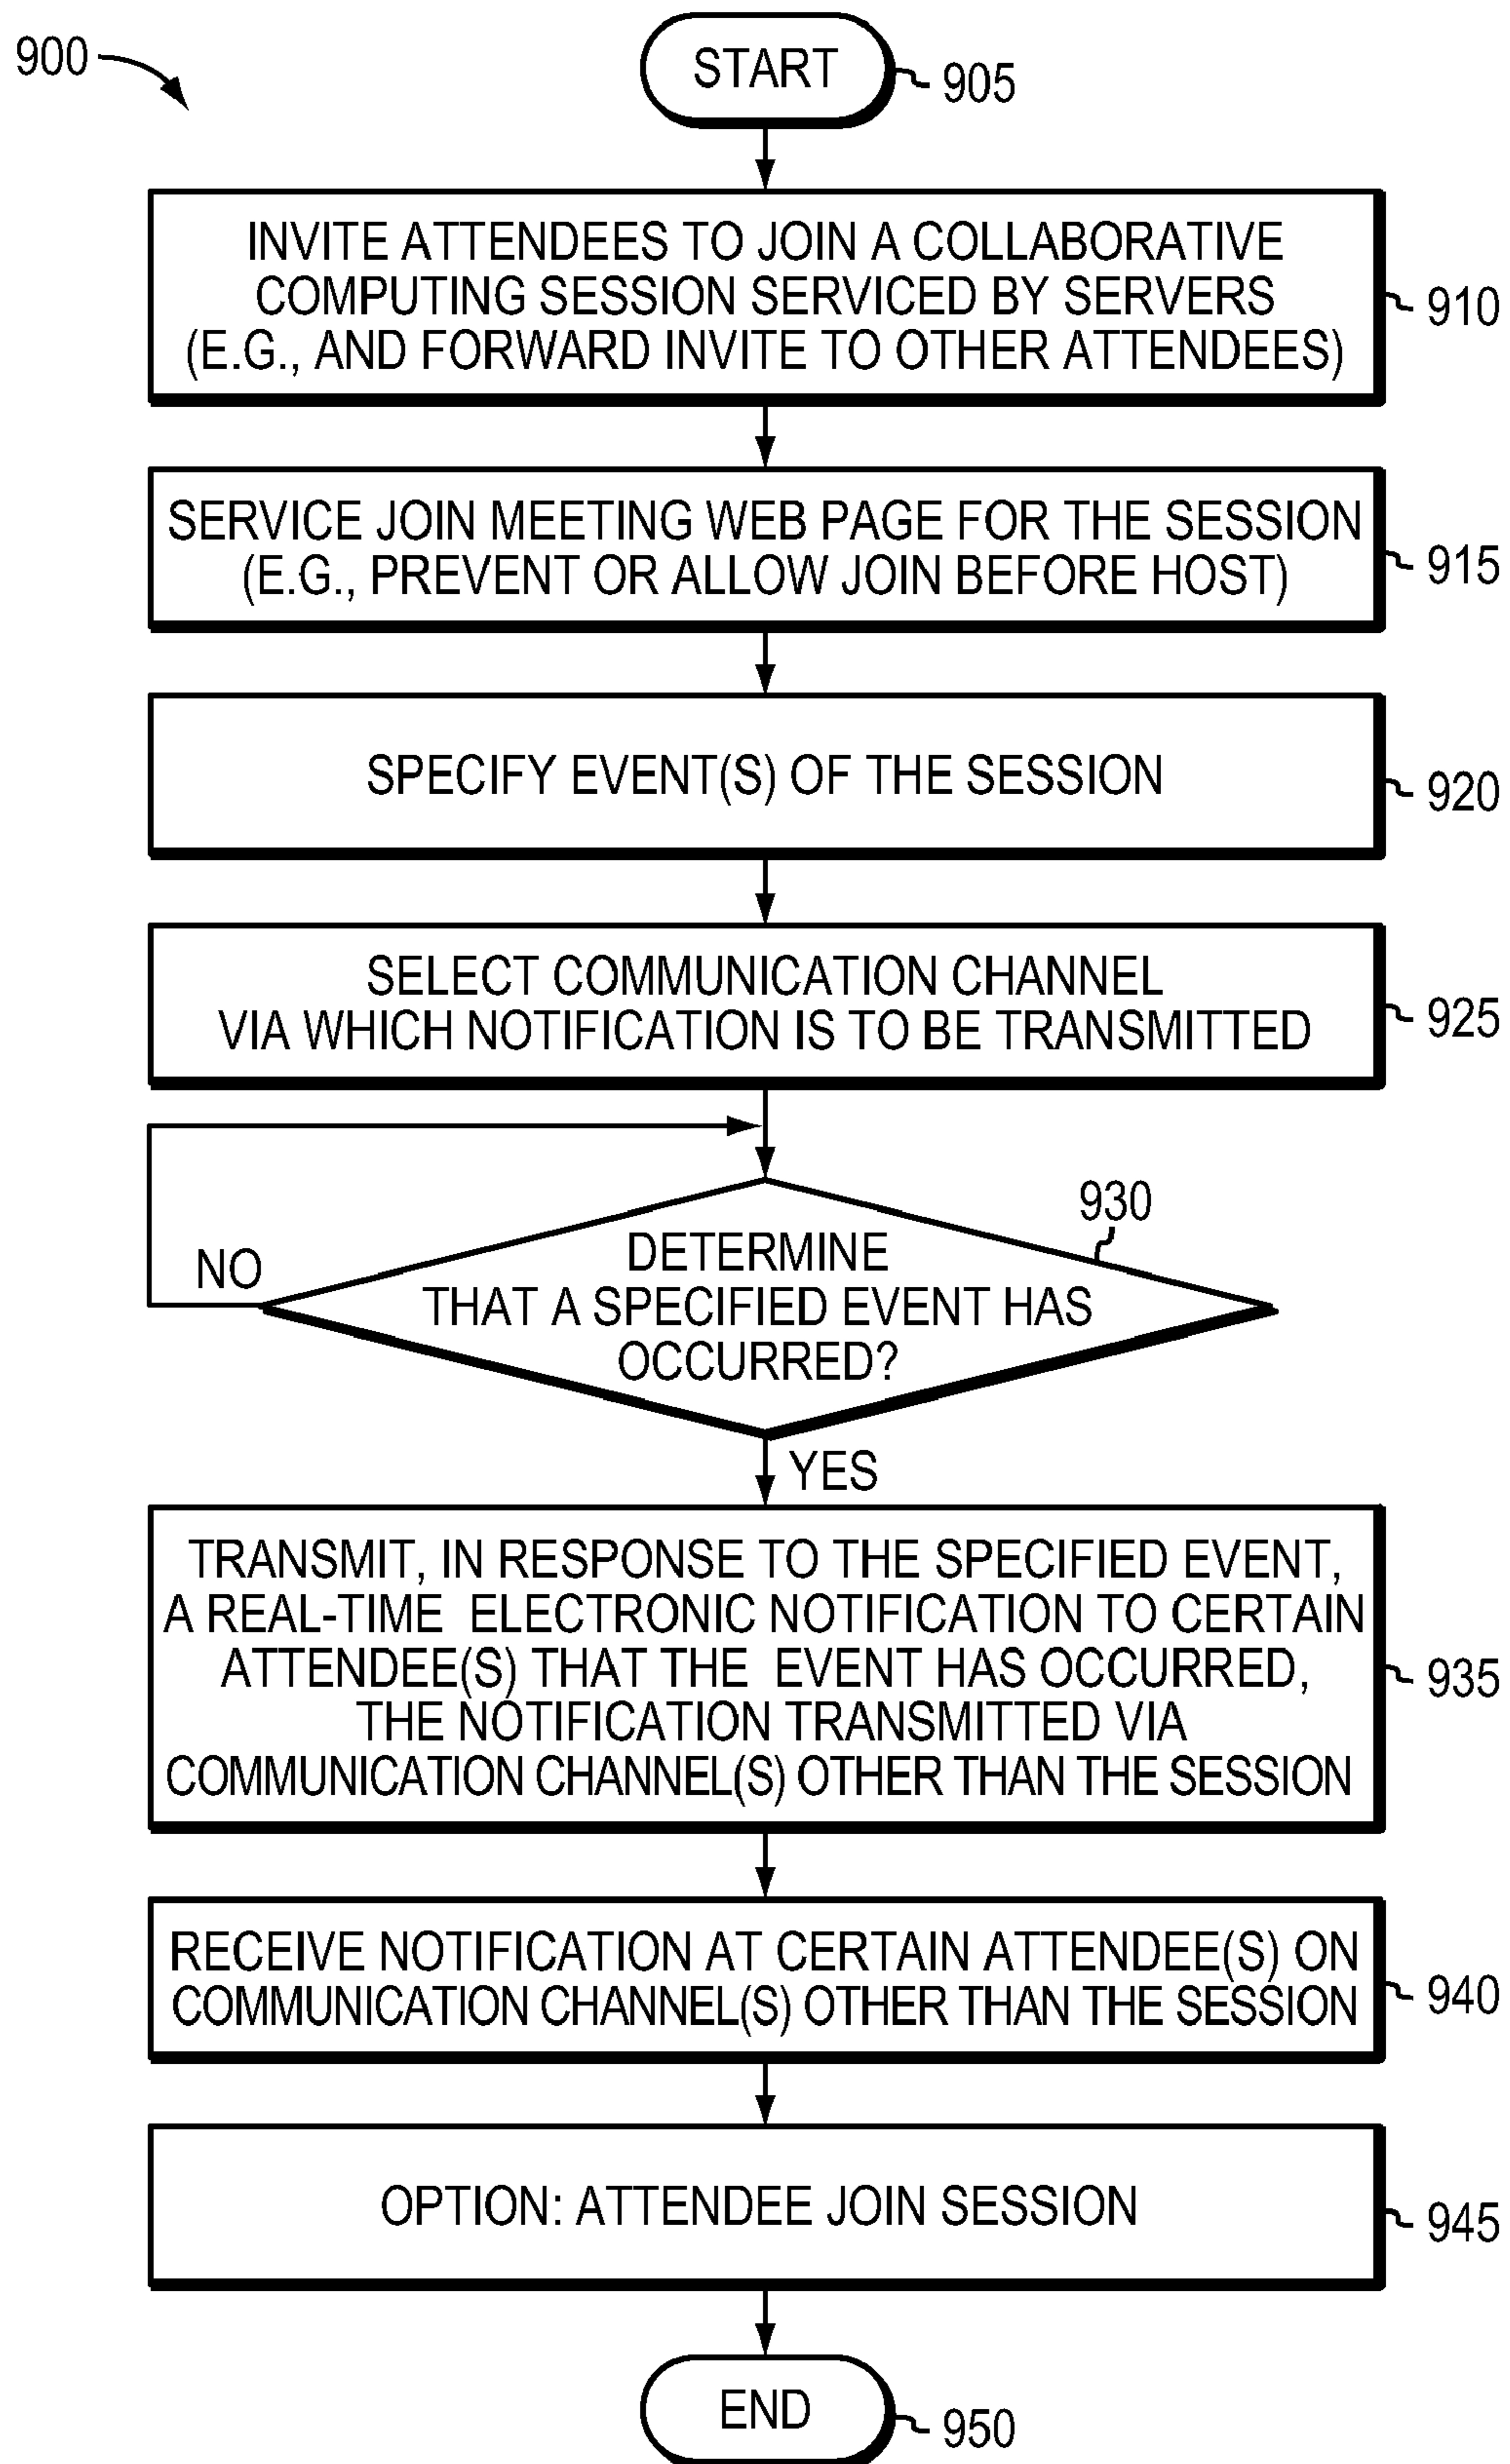 900
START
905
INVITE ATTENDEES TO JOIN A COLLABORATIVE
COMPUTING SESSION SERVICED BY SERVERS
(E.G., AND FORWARD INVITE TO OTHER ATTENDEES)
910
SERVICE JOIN MEETING WEB PAGE FOR THE SESSION
(E.G., PREVENT OR ALLOW JOIN BEFORE HOST)
915
SPECIFY EVENT(S) OF THE SESSION
920
SELECT COMMUNICATION CHANNEL
VIA WHICH NOTIFICATION IS TO BE TRANSMITTED
925
930
NO
DETERMINE
THAT A SPECIFIED EVENT HAS
OCCURRED?
YES
TRANSMIT, IN RESPONSE TO THE SPECIFIED EVENT,
A REAL-TIME ELECTRONIC NOTIFICATION TO CERTAIN
ATTENDEE(S) THAT THE EVENT HAS OCCURRED,
THE NOTIFICATION TRANSMITTED VIA
COMMUNICATION CHANNEL(S) OTHER THAN THE SESSION
935
RECEIVE NOTIFICATION AT CERTAIN ATTENDEE(S) ON
COMMUNICATION CHANNEL(S) OTHER THAN THE SESSION
940
OPTION: ATTENDEE JOIN SESSION
945
END
950